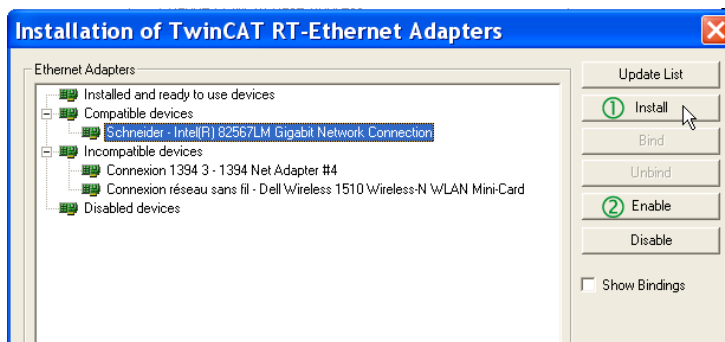 Installation of TwinCAT RT-Ethernet Adapters
Ethernet Adapters
Installed and ready to use devices
Compatible devices
Schneider - Intel(R) 82567LM Gigabit Network Connection
Incompatible devices
Connexion 1394 3 - 1394 Net Adapter #4
Connexion réseau sans fil - Dell Wireless 1510 Wireless-N WLAN Mini-Card
Disabled devices
Update List
① Install
Bind
Unbind
② Enable
Disable
Show Bindings